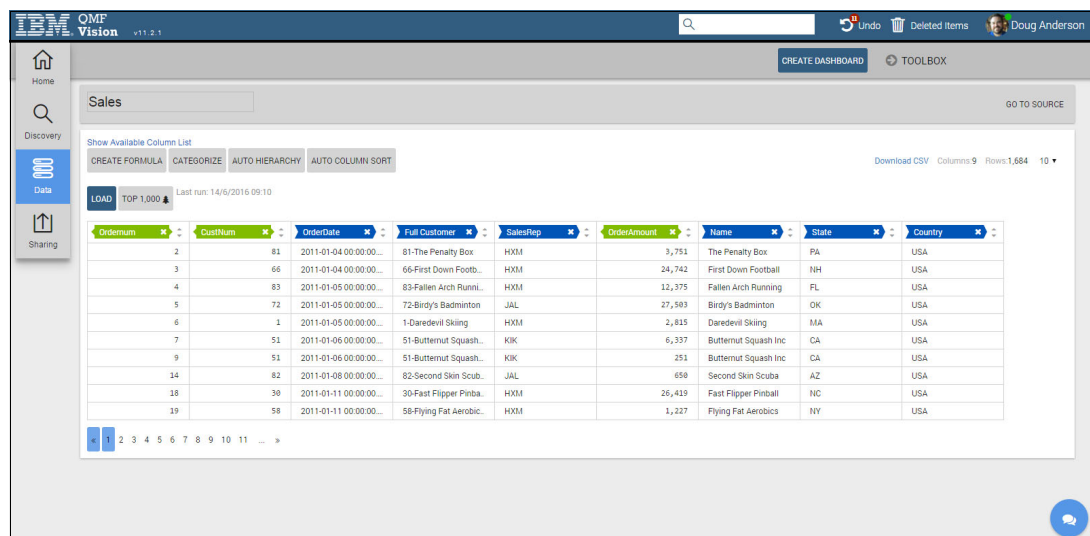 IBM. QMF Vision v11.2.1 11 Undo Deleted Items Doug Anderson
Home CREATE DASHBOARD TOOLBOX
Sales GO TO SOURCE
Discovery
Show Available Column List
CREATE FORMULA CATEGORIZE AUTO HIERARCHY AUTO COLUMN SORT Download CSV Columns:9 Rows:1,684 10
Data
LOAD TOP 1,000 Last run: 14/6/2016 09:10
Sharing
Ordernum CustNum OrderDate Full Customer SalesRep OrderAmount Name State Country
2 81 2011-01-04 00:00:00... 81-The Penalty Box HXM 3,751 The Penalty Box PA USA
3 66 2011-01-04 00:00:00... 66-First Down Footb... HXM 24,742 First Down Football NH USA
4 83 2011-01-05 00:00:00... 83-Fallen Arch Runni... HXM 12,375 Fallen Arch Running FL USA
5 72 2011-01-05 00:00:00... 72-Birdy's Badminton JAL 27,503 Birdy's Badminton OK USA
6 1 2011-01-05 00:00:00... 1-Daredevil Skiing HXM 2,815 Daredevil Skiing MA USA
7 51 2011-01-06 00:00:00... 51-Butternut Squash... KIK 6,337 Butternut Squash Inc CA USA
9 51 2011-01-06 00:00:00... 51-Butternut Squash... KIK 251 Butternut Squash Inc CA USA
14 82 2011-01-08 00:00:00... 82-Second Skin Scub... JAL 650 Second Skin Scuba AZ USA
18 30 2011-01-11 00:00:00... 30-Fast Flipper Pinba... HXM 26,419 Fast Flipper Pinball NC USA
19 58 2011-01-11 00:00:00... 58-Flying Fat Aerobic... HXM 1,227 Flying Fat Aerobics NY USA
« 1 2 3 4 5 6 7 8 9 10 11 ... »